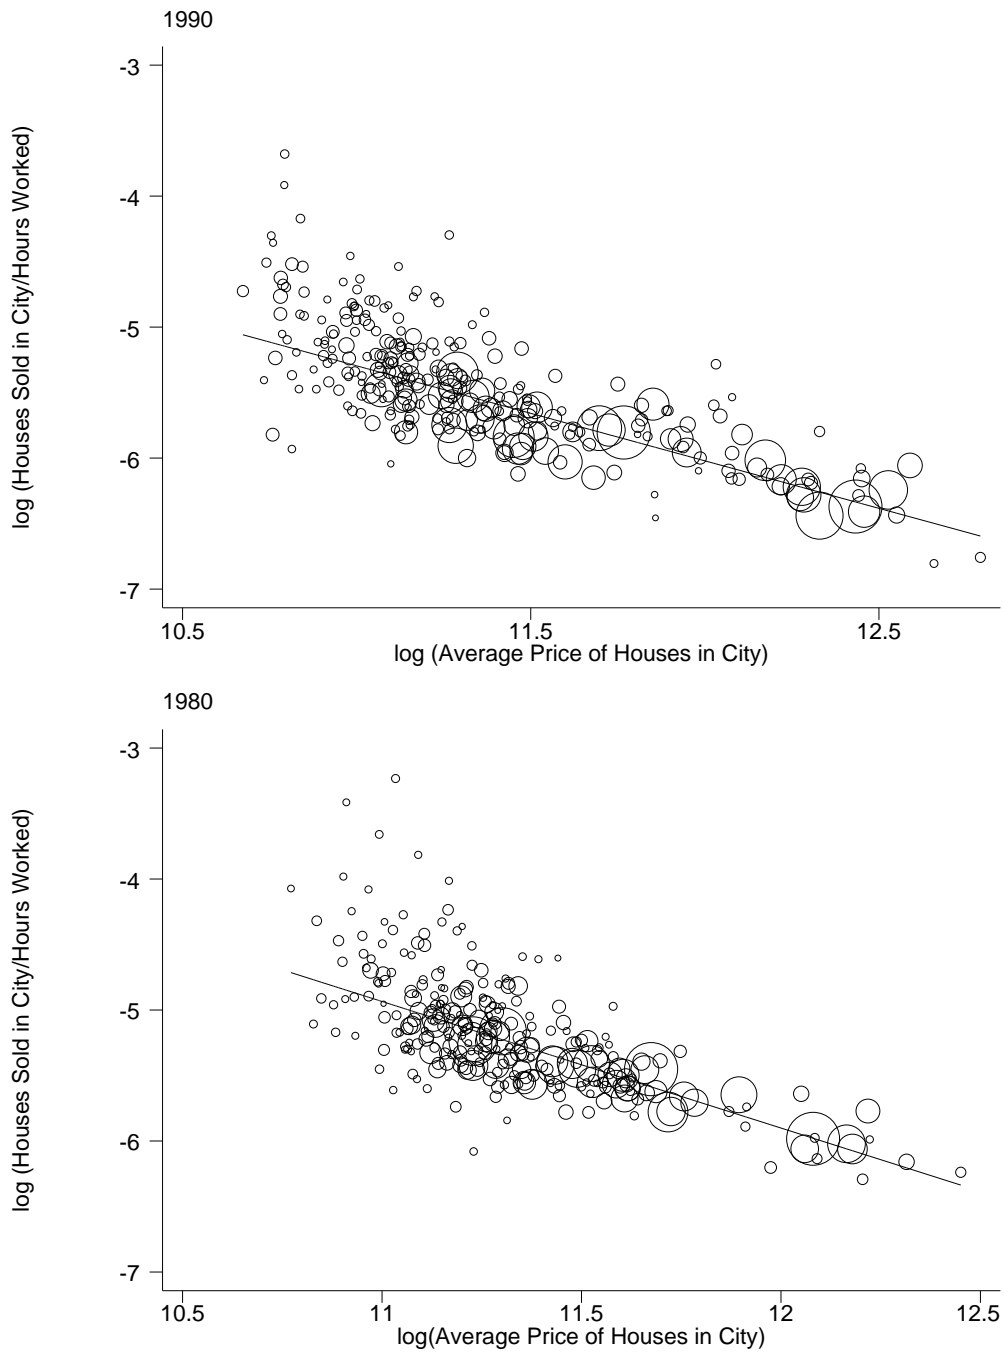 1990
-3
-4
-5
-6
-7
log (Houses Sold in City/Hours Worked)
10.5 11.5 12.5
log (Average Price of Houses in City)
1980
-3
-4
-5
-6
-7
log (Houses Sold in City/Hours Worked)
10.5 11 11.5 12 12.5
log(Average Price of Houses in City)